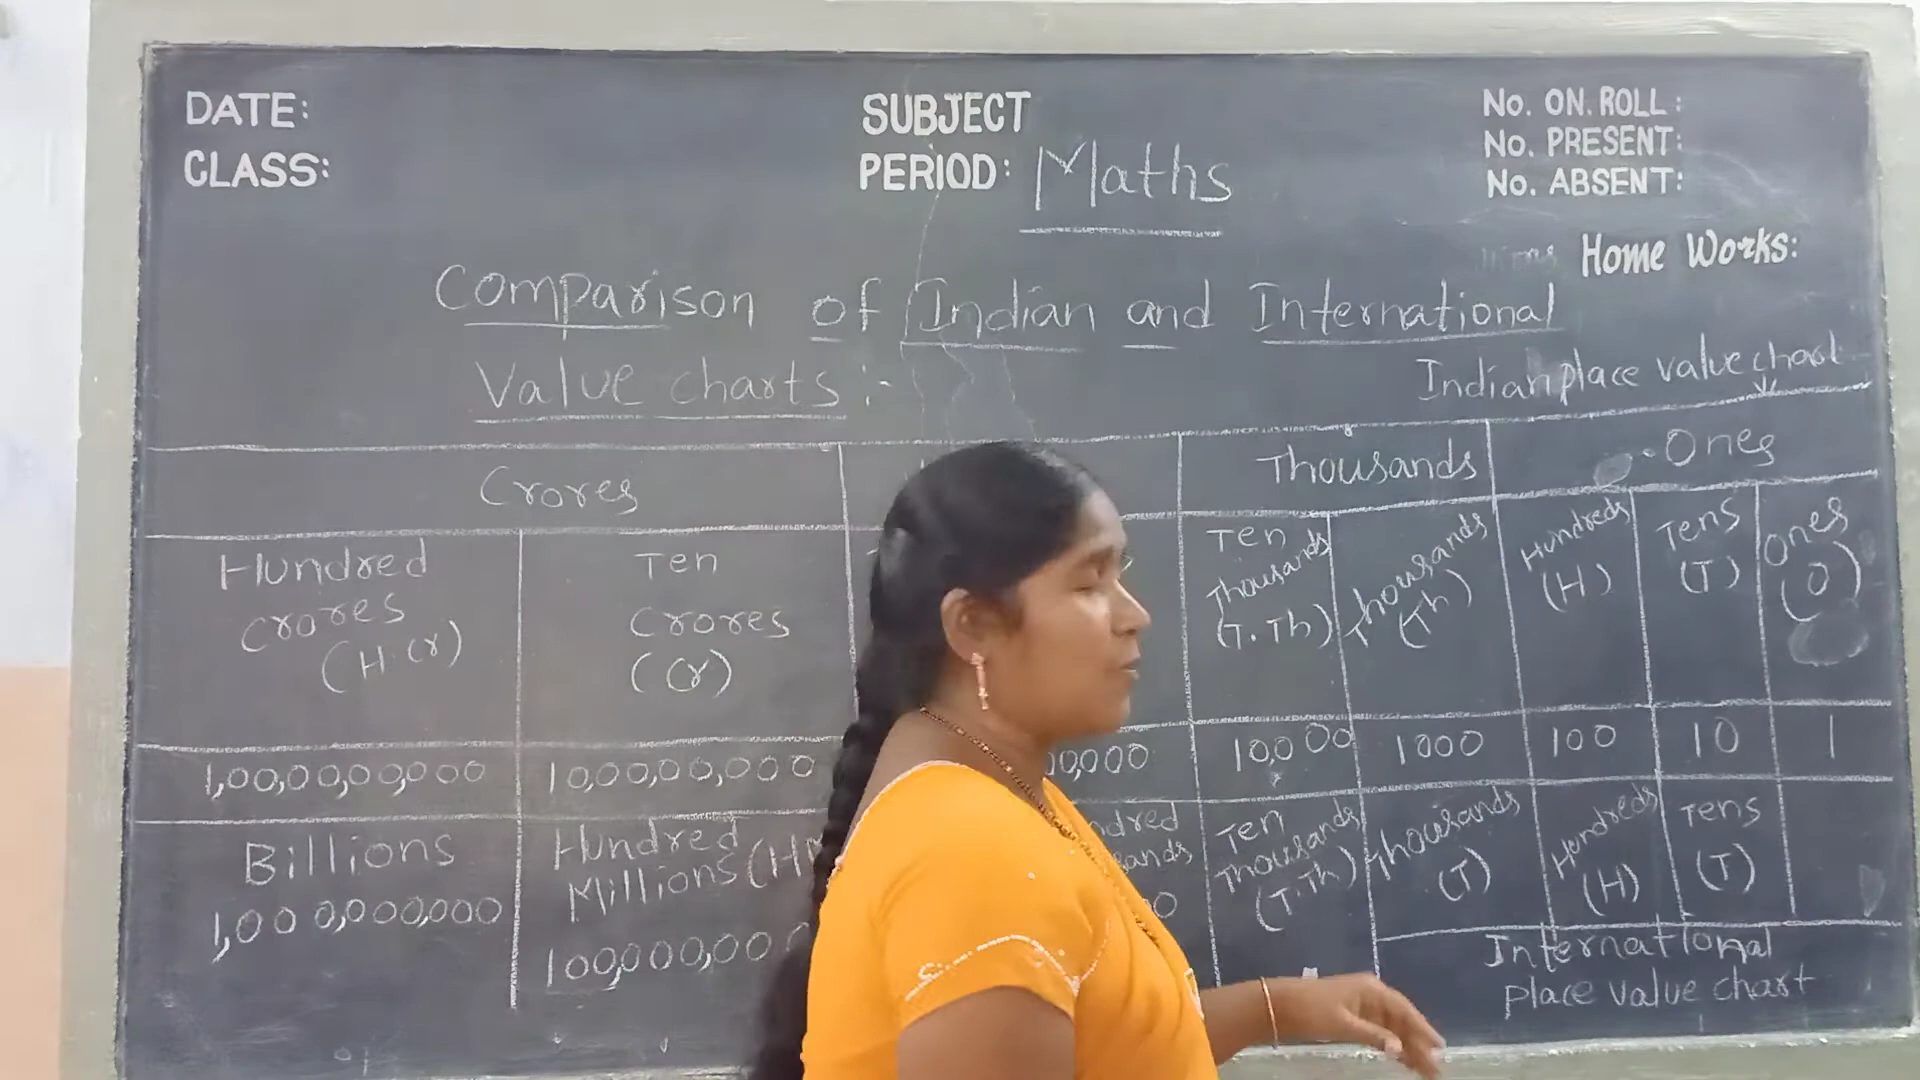 DATE:
CLASS:
SUBJECT
PERIOD: Maths
No. ON. ROLL:
No. PRESENT:
No. ABSENT:
Home Works:
Comparison of Indian and International
Value charts :-
Indian place value chart
Crores
Thousands
Ones
Hundred
Crores
(H.Cr)
Ten
Crores
(Cr)
Ten
Thousands
(T.Th)
Thousands
(Th)
Hundreds
(H)
Tens
(T)
Ones
(O)
1,00,00,00,000
10,00,00,000
00,000
10,000
1000
100
10
1
Billions
1,000,000,000
Hundred
Millions (H
100,000,00
Ten
Thousands
(T.Th)
Thousands
(T)
Hundreds
(H)
Tens
(T)
International
place value chart